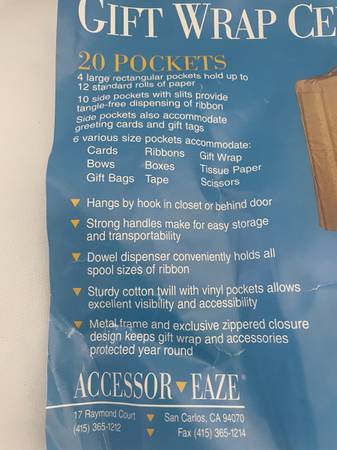 GIFT WRAP CE
20 POCKETS
4 large rectangular pockets hold up to
12 standard rolls of paper
10 side pockets with slits provide
tangle-free dispensing of ribbon
Side pockets also accommodate
greeting cards and gift tags
6 various size pockets accommodate:
Cards Ribbons Gift Wrap
Bows Boxes Tissue Paper
Gift Bags Tape Scissors
▼ Hangs by hook in closet or behind door
▼ Strong handles make for easy storage
and transportability
▼ Dowel dispenser conveniently holds all
spool sizes of ribbon
▼ Sturdy cotton twill with vinyl pockets allows
excellent visibility and accessibility
▼ Metal frame and exclusive zippered closure
design keeps gift wrap and accessories
protected year round
ACCESSOR▼EAZE®
17 Raymond Court ▼ San Carlos, CA 94070
(415) 365-1212 ▼ Fax (415) 365-1214